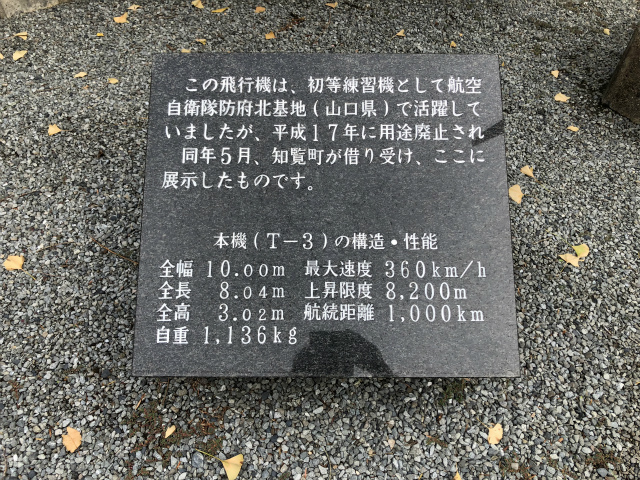 この飛行機は、初等練習機として航空
自衛隊防府北基地(山口県)で活躍して
いましたが、平成17年に用途廃止され
同年5月、知覧町が借り受け、ここに
展示したものです。
本機(T−3)の構造・性能
全幅 10.00m 最大速度 360km/h
全長 8.04m 上昇限度 8,200m
全高 3.02m 航続距離 1,000km
自重 1,136kg